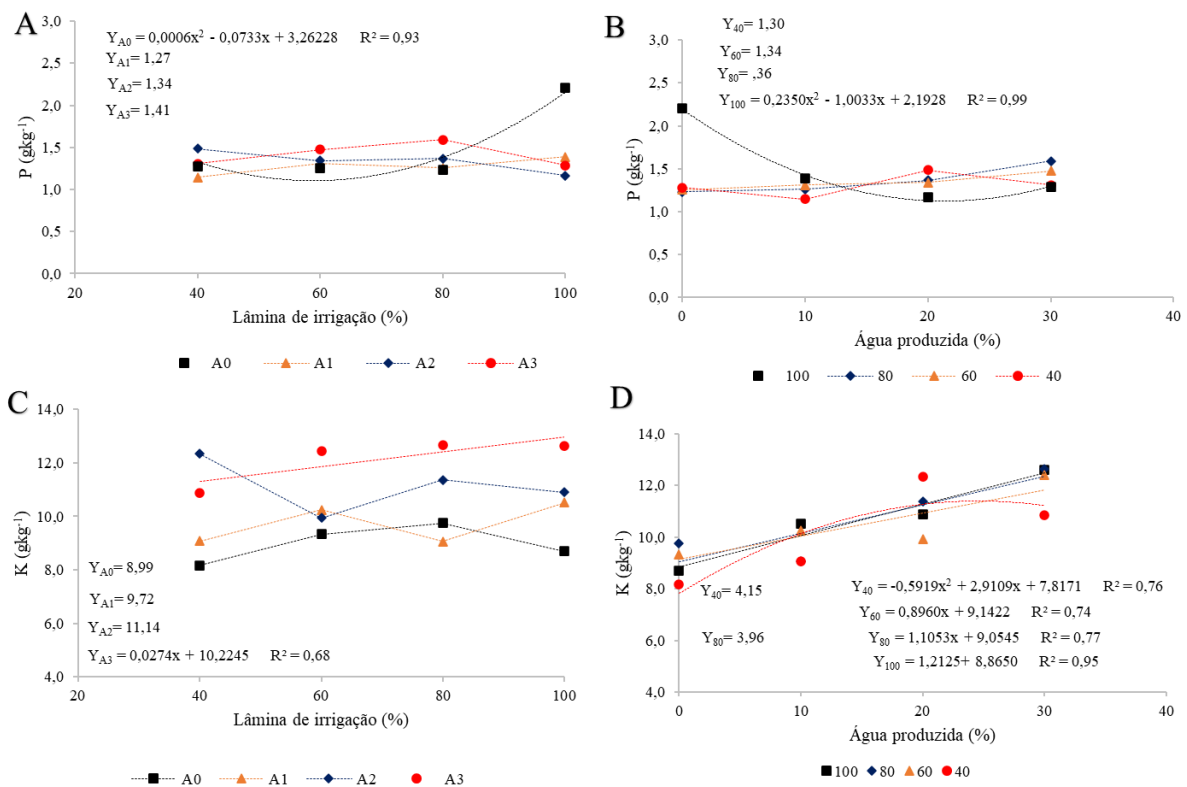 A
P (gkg-1)
3,0
2,5
2,0
1,5
1,0
0,5
0,0
YA0= 0,0006x2 - 0,0733x + 3,26228 R2 = 0,93
YA1= 1,27
YA2= 1,34
YA3= 1,41
20 40 60 80 100
Lâmina de irrigação (%)
A0 A1 A2 A3
B
P (gkg-1)
3,0
2,5
2,0
1,5
1,0
0,5
0,0
Y40= 1,30
Y60= 1,34
Y80= ,36
Y100= 0,2350x2 - 1,0033x + 2,1928 R2 = 0,99
0 10 20 30 40
Água produzida (%)
100 80 60 40
C
K (gkg-1)
14,0
12,0
10,0
8,0
6,0
4,0
YA0= 8,99
YA1= 9,72
YA2= 11,14
YA3= 0,0274x + 10,2245 R2 = 0,68
20 40 60 80 100
Lâmina de irrigação (%)
A0 A1 A2 A3
D
K (gkg-1)
14,0
12,0
10,0
8,0
6,0
4,0
Y40= 4,15
Y80= 3,96
Y40= -0,5919x2 + 2,9109x + 7,8171 R2 = 0,76
Y60= 0,8960x + 9,1422 R2 = 0,74
Y80= 1,1053x + 9,0545 R2 = 0,77
Y100= 1,2125+ 8,8650 R2 = 0,95
0 10 20 30 40
Água produzida (%)
100 80 60 40